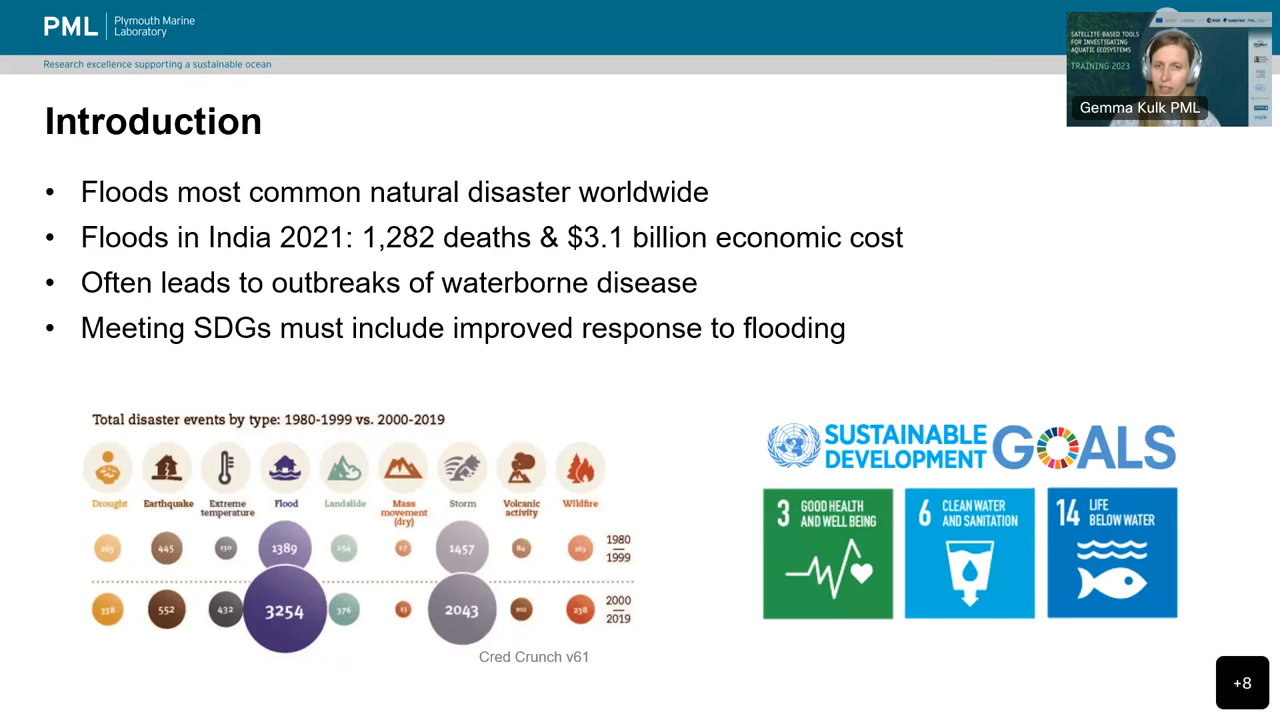 PML
Plymouth Marine
Laboratory
Research excellence supporting a sustainable ocean
SATELLITE-BASED TOOLS
FOR INVESTIGATING
AQUATIC ECOSYSTEMS
TRAINING 2023
Gemma Kulk PML
Introduction
• Floods most common natural disaster worldwide
• Floods in India 2021: 1,282 deaths & $3.1 billion economic cost
• Often leads to outbreaks of waterborne disease
• Meeting SDGs must include improved response to flooding
Total disaster events by type: 1980-1999 vs. 2000-2019
Drought Earthquake Extreme temperature Flood Landslide Mass movement (dry) Storm Volcanic activity Wildfire
263 445 130 1389 254 27 1457 84 163 1980 1999
338 552 432 3254 376 13 2043 102 238 2000 2019
Cred Crunch v61
SUSTAINABLE
DEVELOPMENT
GOALS
3 GOOD HEALTH
AND WELL BEING
6 CLEAN WATER
AND SANITATION
14 LIFE
BELOW WATER
+8